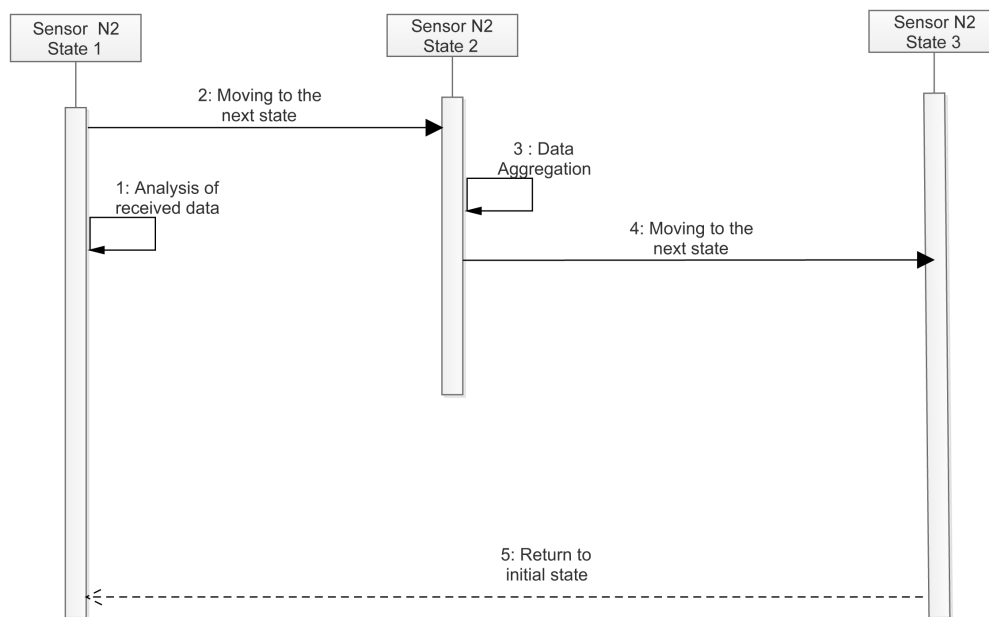 Sensor N2
State 1
Sensor N2
State 2
Sensor N2
State 3
2: Moving to the
next state
3 : Data
Aggregation
1: Analysis of
received data
4: Moving to the
next state
5: Return to
initial state